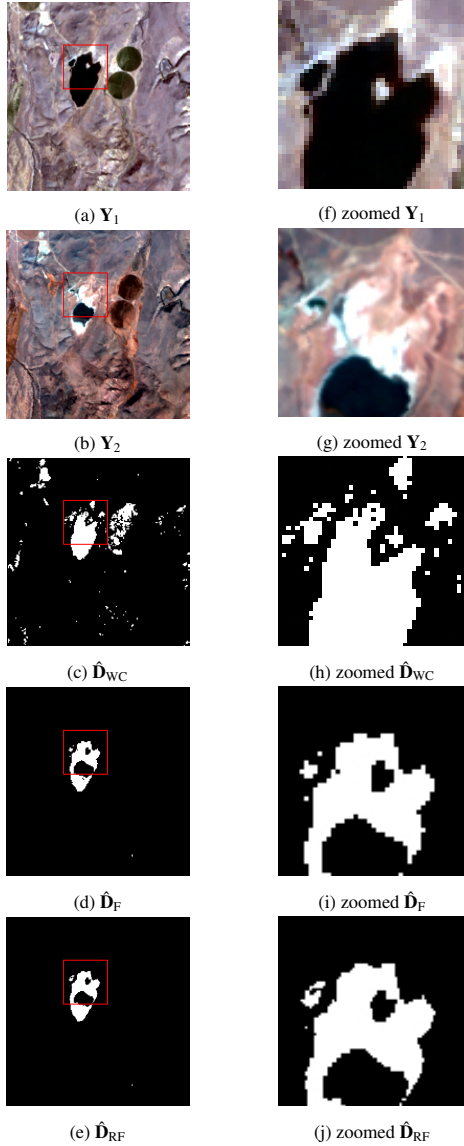 (a) Y₁
(f) zoomed Y₁
(b) Y₂
(g) zoomed Y₂
(c) D̂_WC
(h) zoomed D̂_WC
(d) D̂_F
(i) zoomed D̂_F
(e) D̂_RF
(j) zoomed D̂_RF